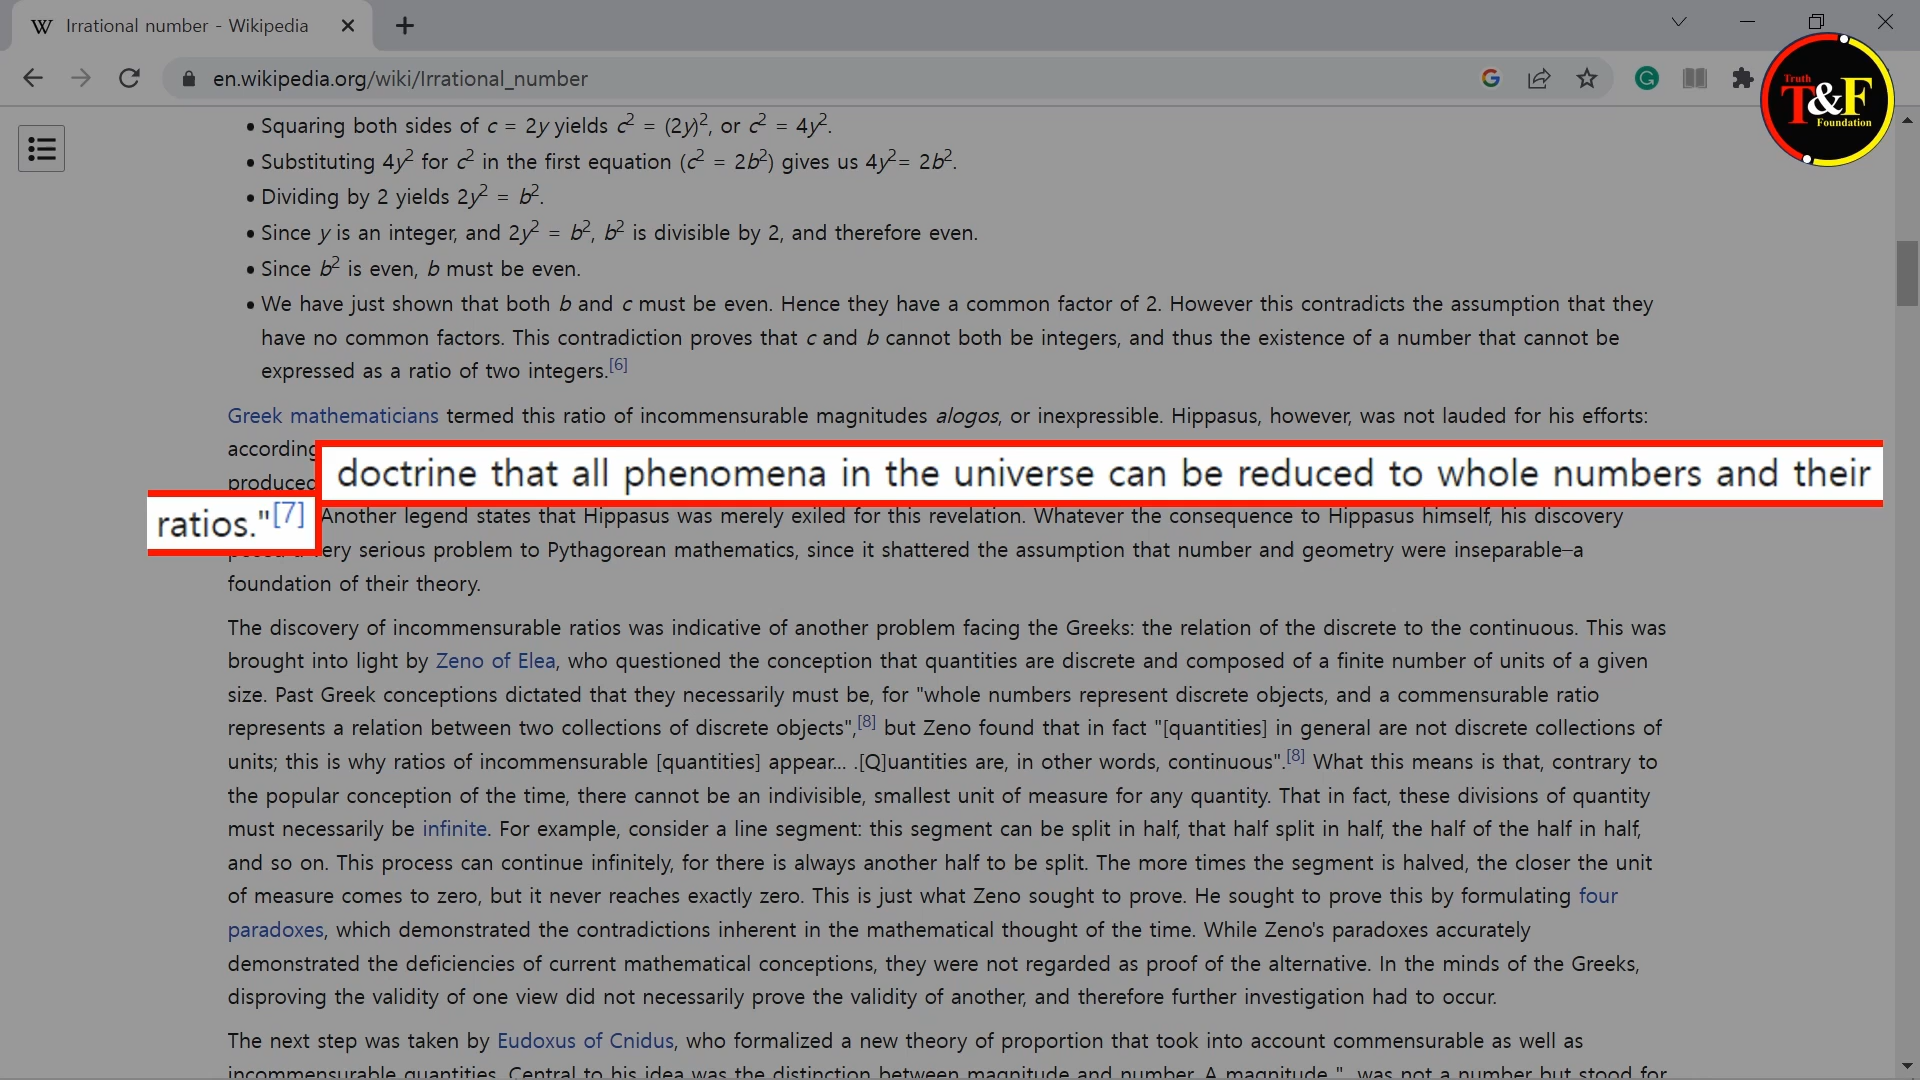 Irrational number - Wikipedia
en.wikipedia.org/wiki/Irrational_number
Truth
T&F
Foundation
• Squaring both sides of c = 2y yields c² = (2y)², or c² = 4y².
• Substituting 4y² for c² in the first equation (c² = 2b²) gives us 4y²= 2b².
• Dividing by 2 yields 2y² = b².
• Since y is an integer, and 2y² = b², b² is divisible by 2, and therefore even.
• Since b² is even, b must be even.
• We have just shown that both b and c must be even. Hence they have a common factor of 2. However this contradicts the assumption that they
have no common factors. This contradiction proves that c and b cannot both be integers, and thus the existence of a number that cannot be
expressed as a ratio of two integers.[6]
Greek mathematicians termed this ratio of incommensurable magnitudes alogos, or inexpressible. Hippasus, however, was not lauded for his efforts:
according
doctrine that all phenomena in the universe can be reduced to whole numbers and their
produced
ratios."[7] Another legend states that Hippasus was merely exiled for this revelation. Whatever the consequence to Hippasus himself, his discovery
very serious problem to Pythagorean mathematics, since it shattered the assumption that number and geometry were inseparable–a
foundation of their theory.
The discovery of incommensurable ratios was indicative of another problem facing the Greeks: the relation of the discrete to the continuous. This was
brought into light by Zeno of Elea, who questioned the conception that quantities are discrete and composed of a finite number of units of a given
size. Past Greek conceptions dictated that they necessarily must be, for "whole numbers represent discrete objects, and a commensurable ratio
represents a relation between two collections of discrete objects",[8] but Zeno found that in fact "[quantities] in general are not discrete collections of
units; this is why ratios of incommensurable [quantities] appear... .[Q]uantities are, in other words, continuous".[8] What this means is that, contrary to
the popular conception of the time, there cannot be an indivisible, smallest unit of measure for any quantity. That in fact, these divisions of quantity
must necessarily be infinite. For example, consider a line segment: this segment can be split in half, that half split in half, the half of the half in half,
and so on. This process can continue infinitely, for there is always another half to be split. The more times the segment is halved, the closer the unit
of measure comes to zero, but it never reaches exactly zero. This is just what Zeno sought to prove. He sought to prove this by formulating four
paradoxes, which demonstrated the contradictions inherent in the mathematical thought of the time. While Zeno's paradoxes accurately
demonstrated the deficiencies of current mathematical conceptions, they were not regarded as proof of the alternative. In the minds of the Greeks,
disproving the validity of one view did not necessarily prove the validity of another, and therefore further investigation had to occur.
The next step was taken by Eudoxus of Cnidus, who formalized a new theory of proportion that took into account commensurable as well as
incommensurable quantities. Central to his idea was the distinction between magnitude and number. A magnitude "...was not a number but stood for